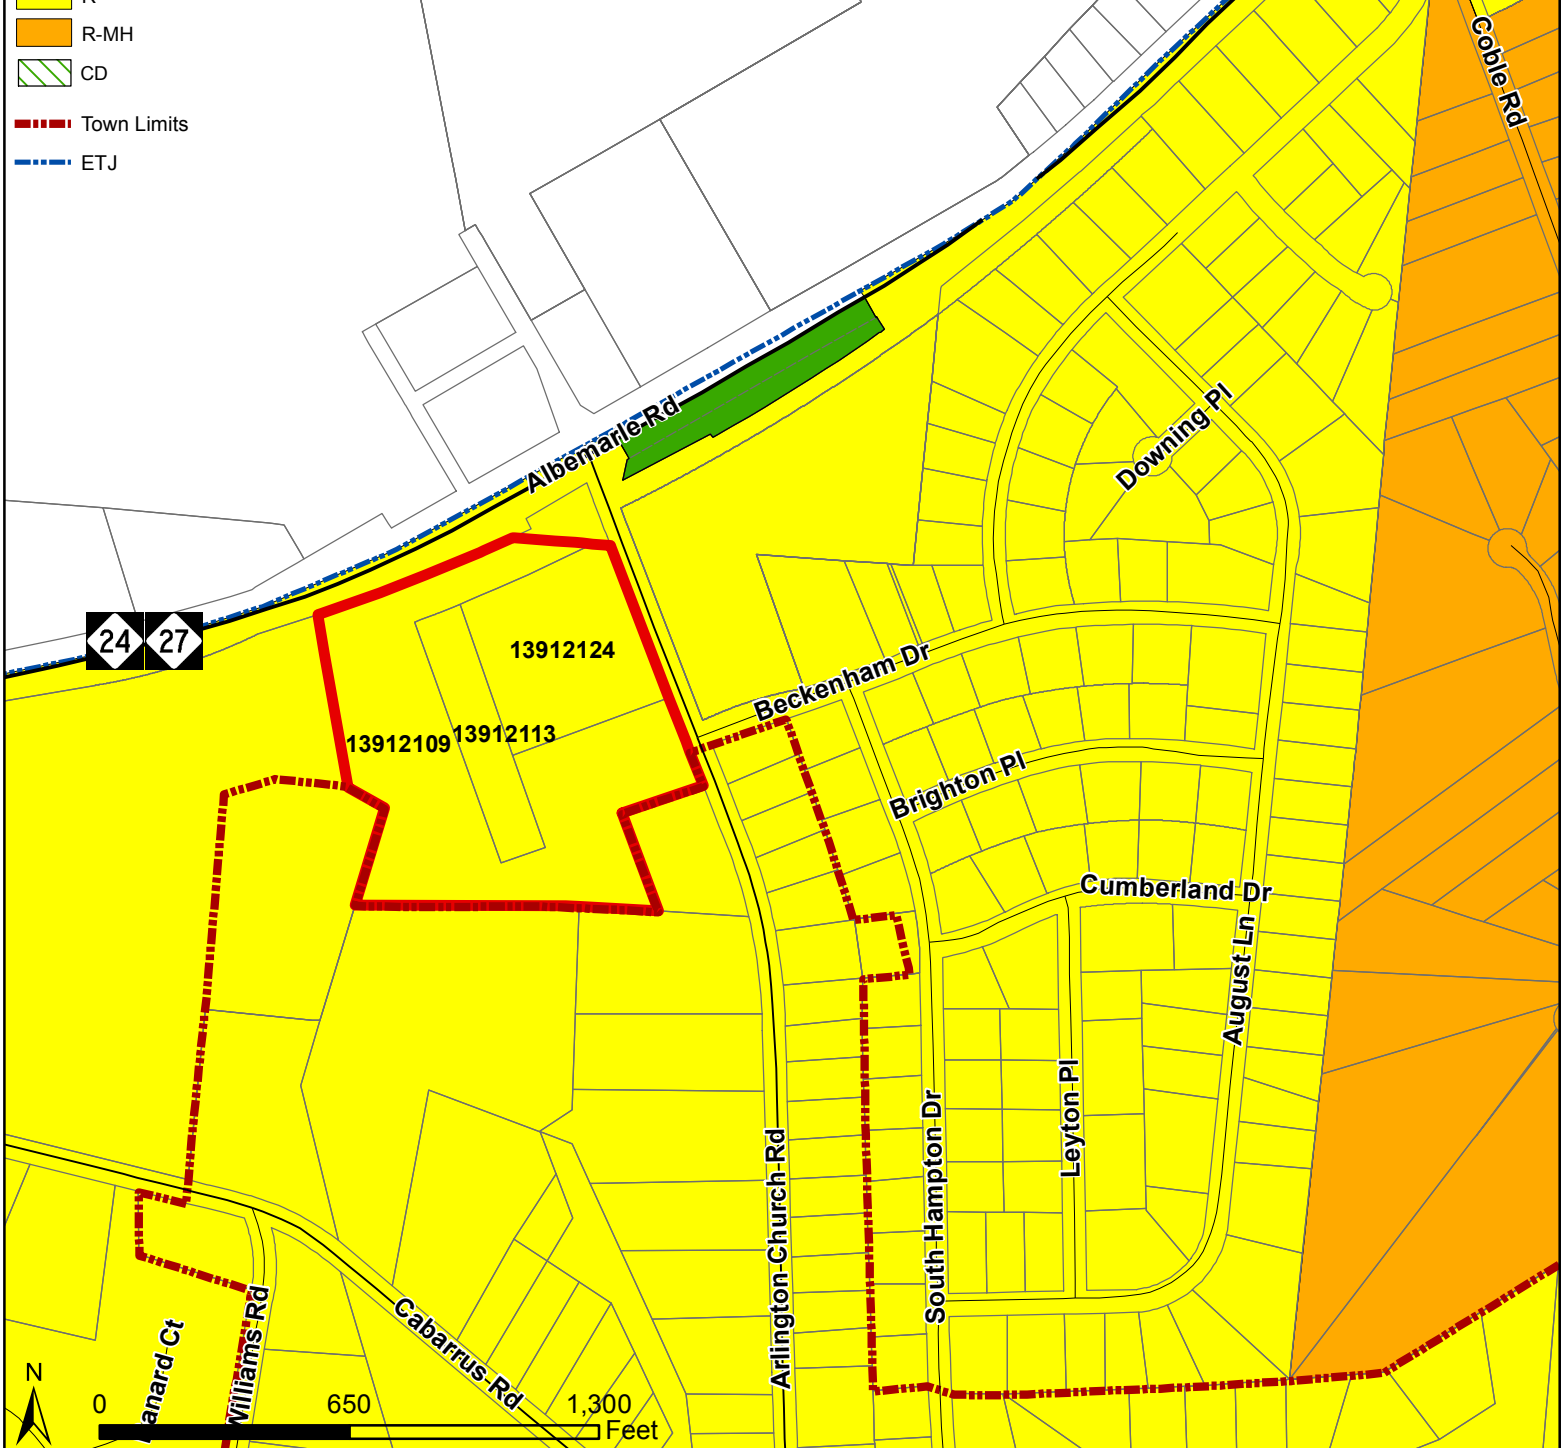 R
R-MH
CD
Town Limits
ETJ
Coble Rd
Albemarle Rd
Downing Pl
24 27
13912124
13912109
13912113
Beckenham Dr
Brighton Pl
Cumberland Dr
August Ln
Leyton Pl
South Hampton Dr
Arlington Church Rd
Cabarrus Rd
Williams Rd
Ct
N
0 650 1,300
Feet